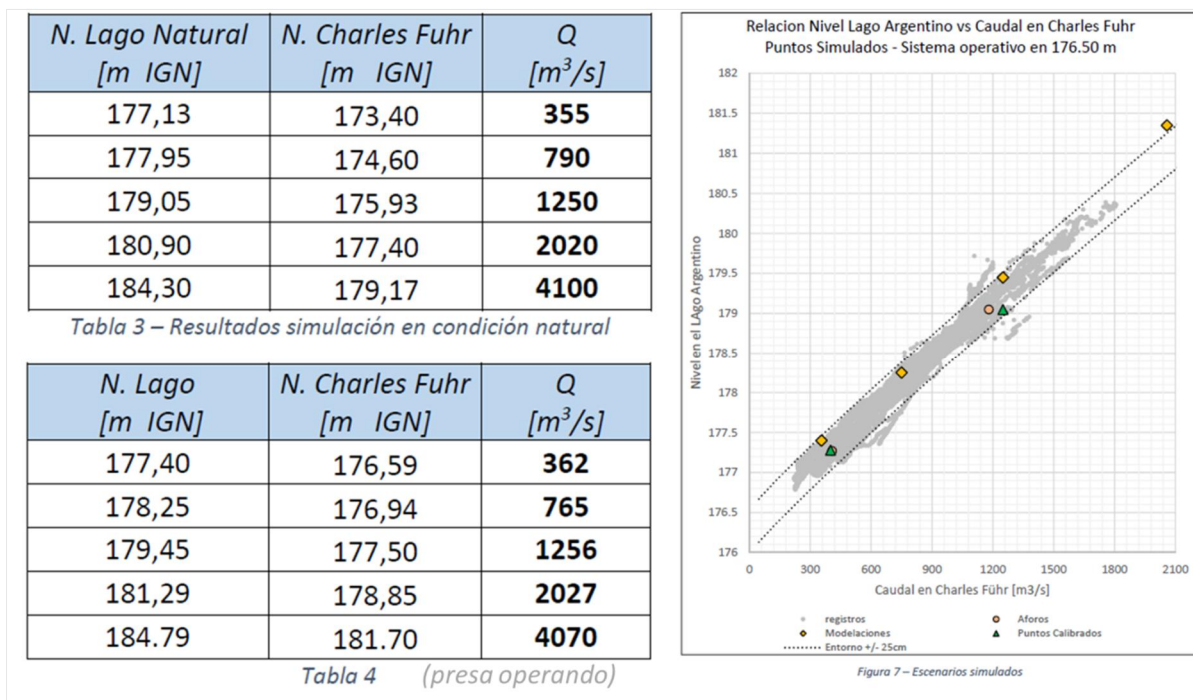 N. Lago Natural N. Charles Fuhr Q
[m IGN] [m IGN] [m³/s]
177,13 173,40 355
177,95 174,60 790
179,05 175,93 1250
180,90 177,40 2020
184,30 179,17 4100
Tabla 3 – Resultados simulación en condición natural
N. Lago N. Charles Fuhr Q
[m IGN] [m IGN] [m³/s]
177,40 176,59 362
178,25 176,94 765
179,45 177,50 1256
181,29 178,85 2027
184.79 181.70 4070
Tabla 4 (presa operando)
Relacion Nivel Lago Argentino vs Caudal en Charles Fuhr
Puntos Simulados - Sistema operativo en 176.50 m
Nivel en el LAgo Argentino
182
181.5
181
180.5
180
179.5
179
178.5
178
177.5
177
176.5
176
0 300 600 900 1200 1500 1800 2100
Caudal en Charles Führ [m3/s]
registros Aforos
Modelaciones Puntos Calibrados
Entorno +/- 25cm
Figura 7 – Escenarios simulados